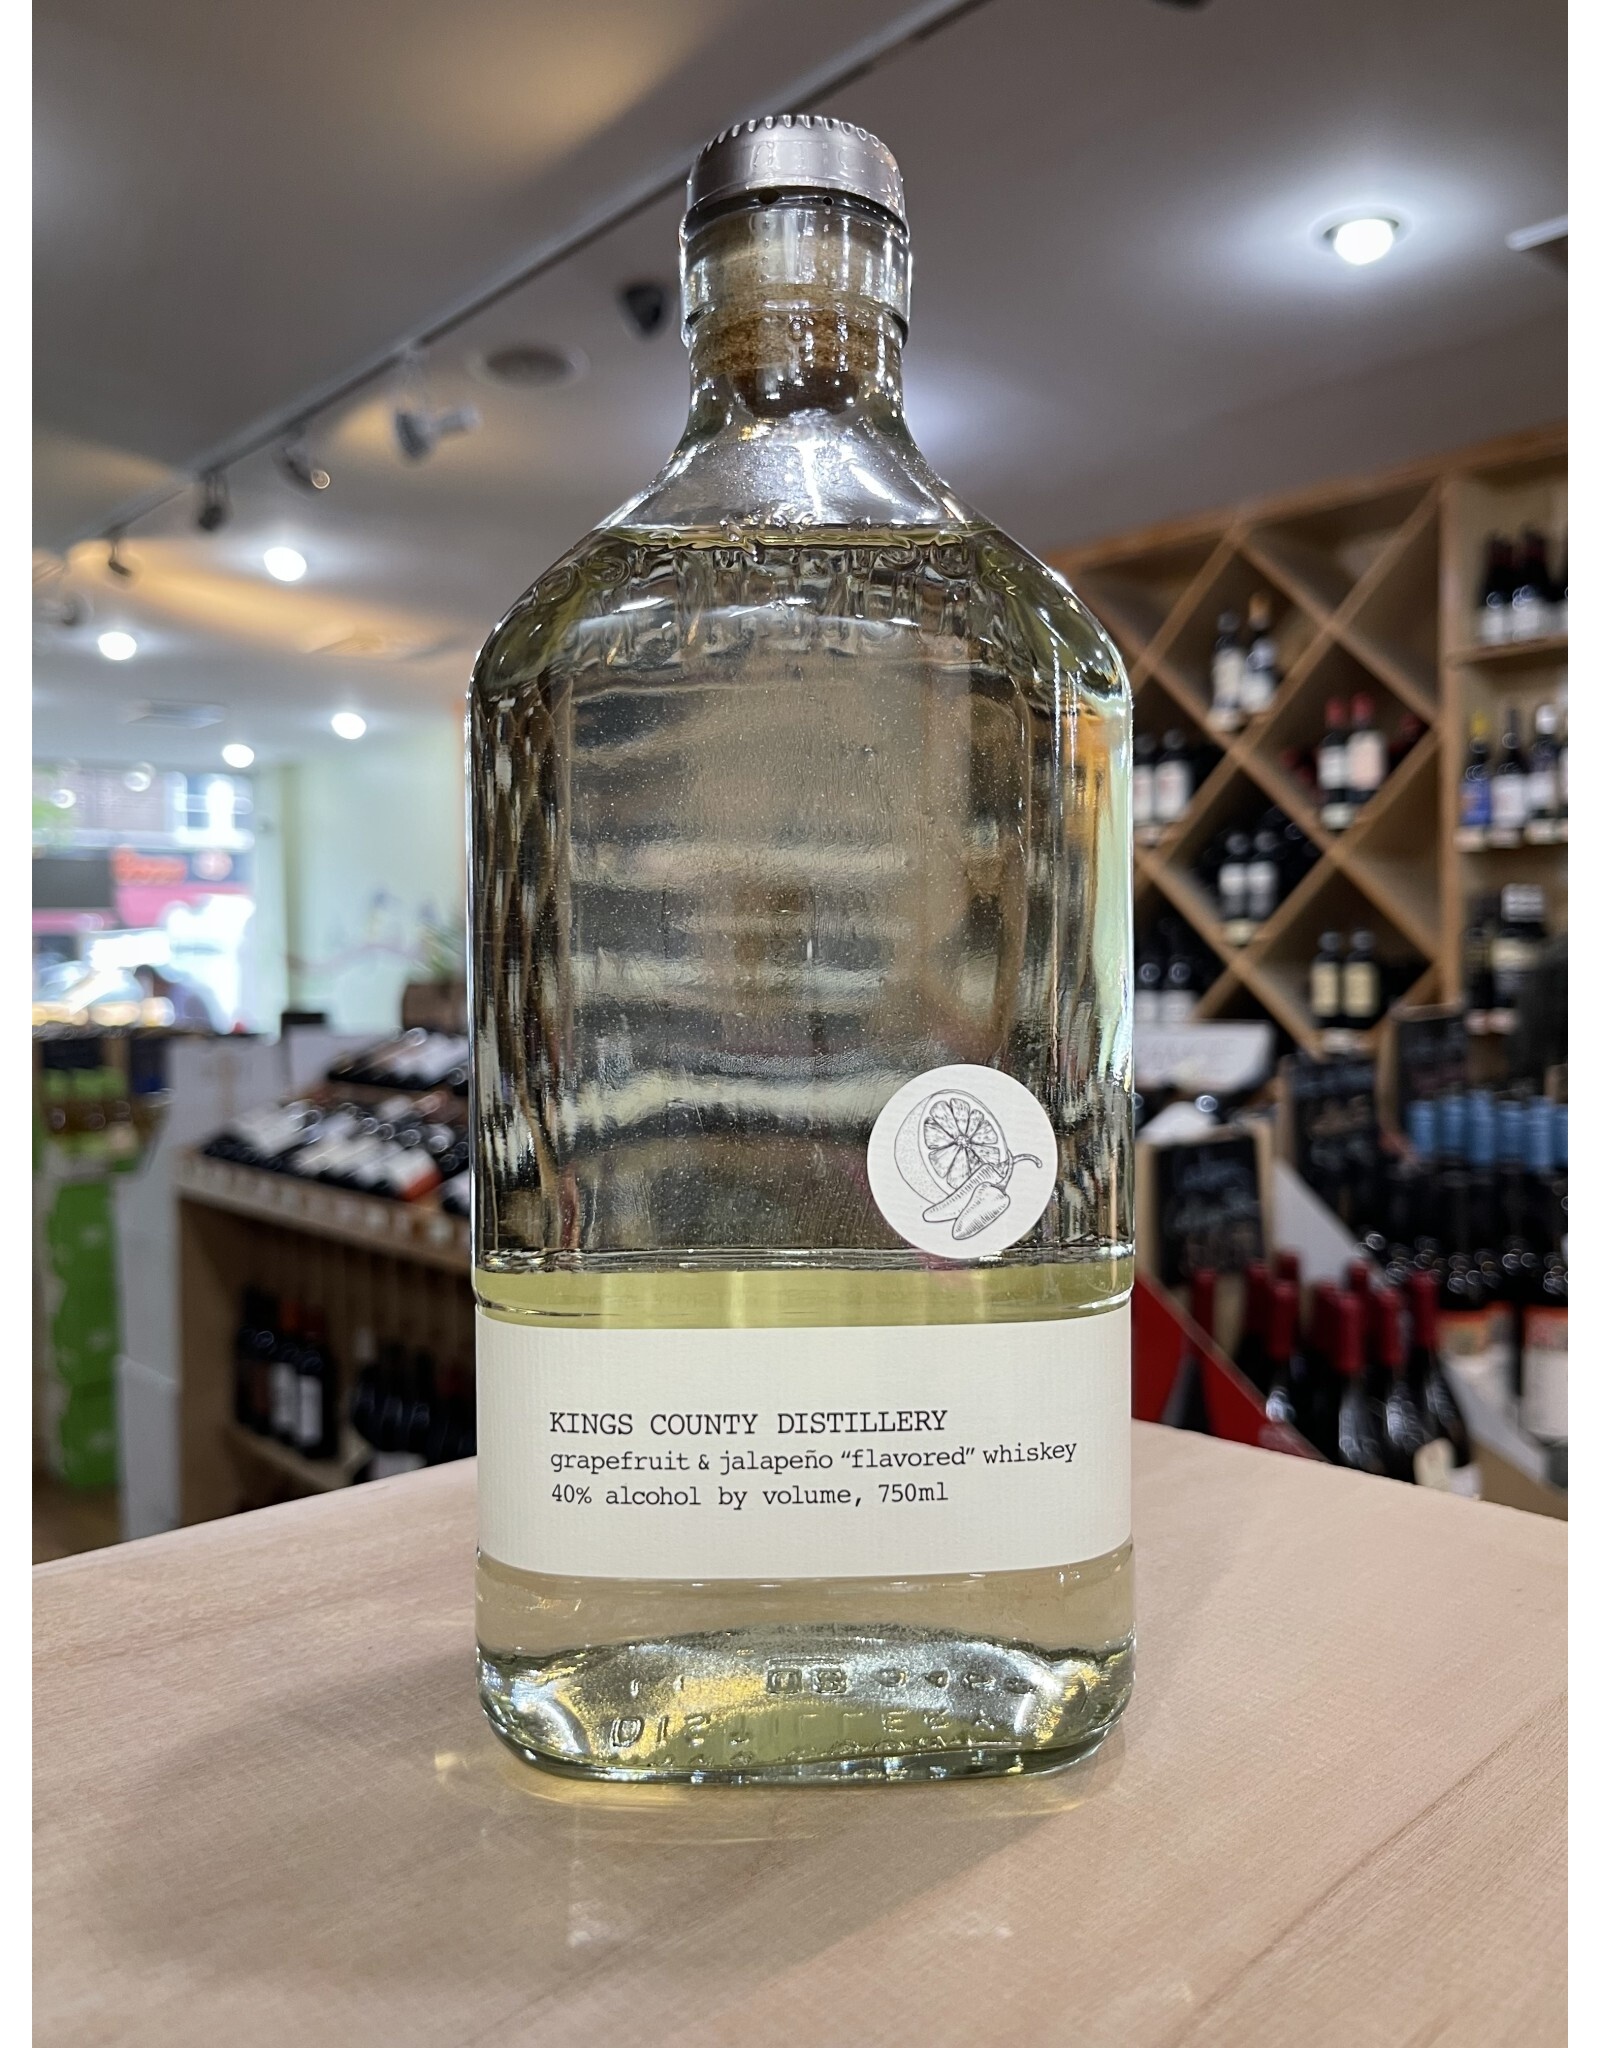 KINGS COUNTY DISTILLERY
grapefruit & jalapeño “flavored” whiskey
40% alcohol by volume, 750ml